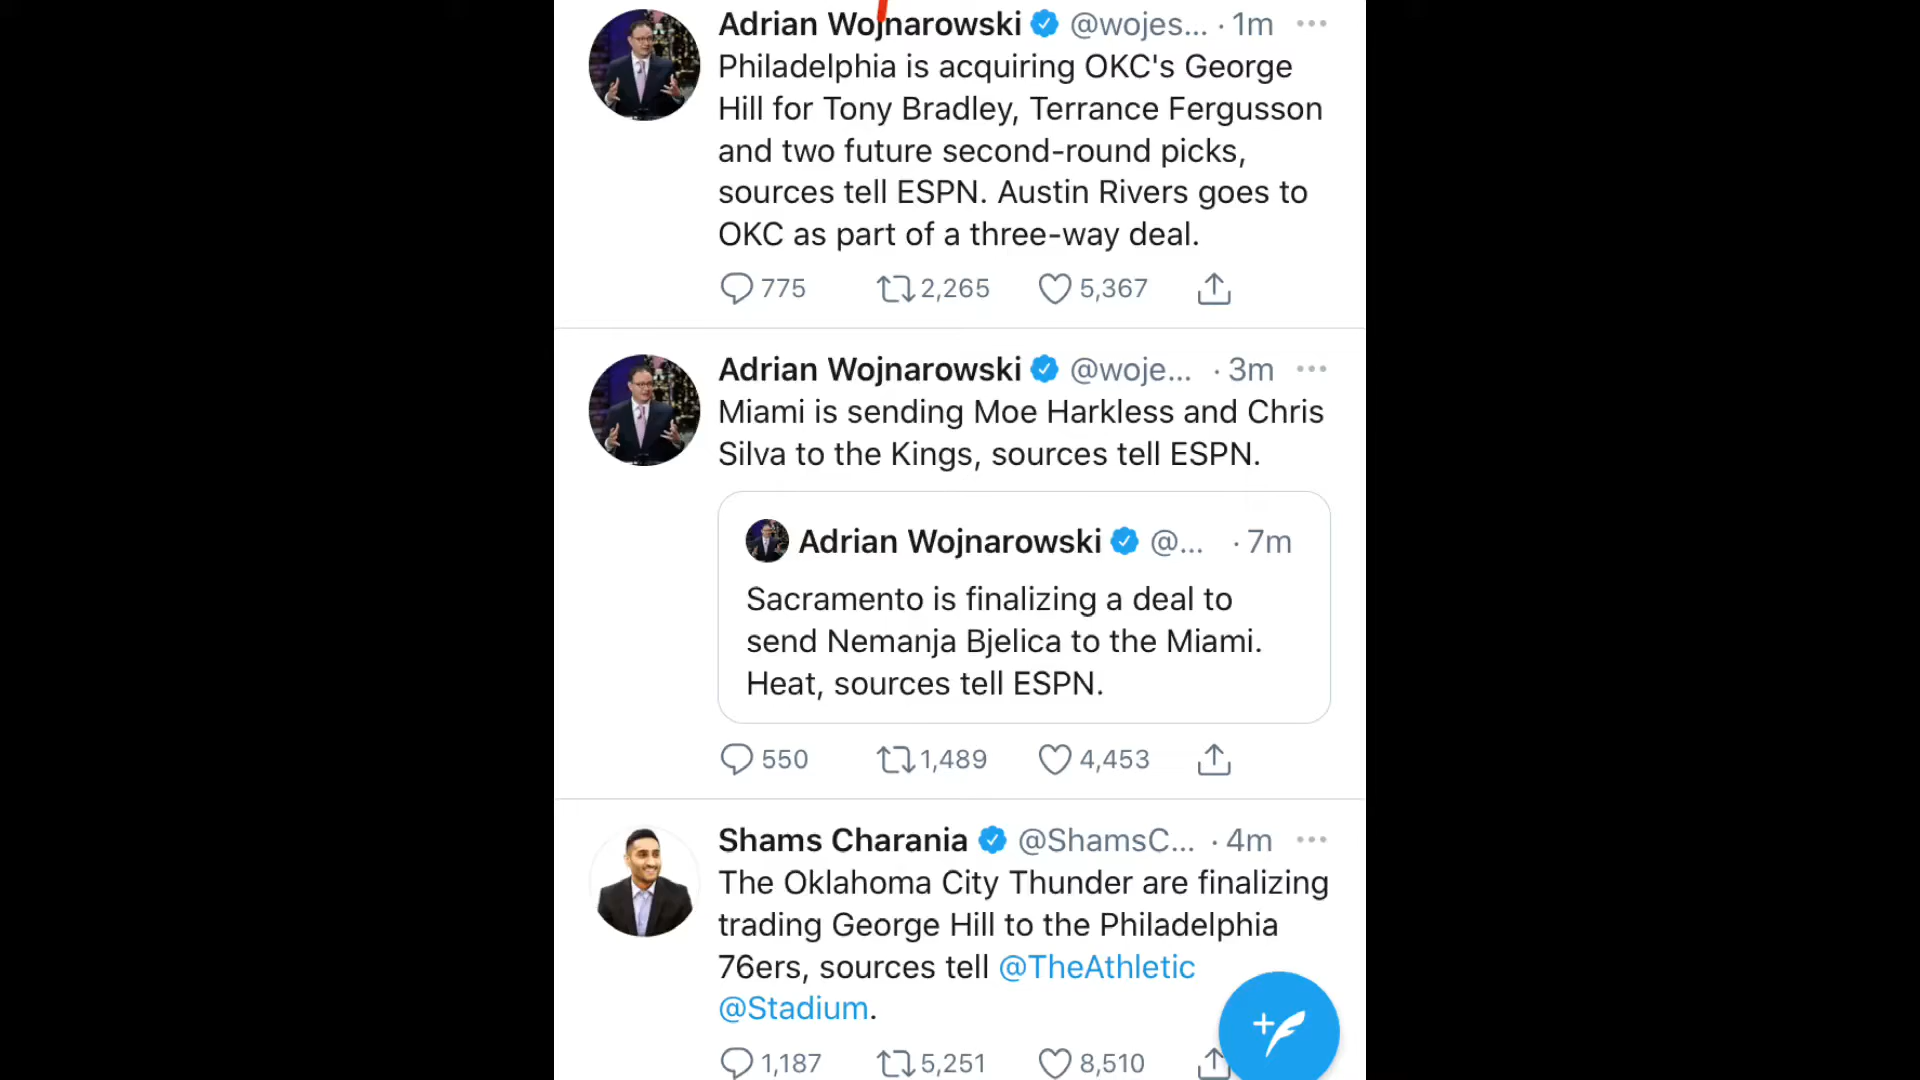 Adrian Wojnarowski @wojes... · 1m ...
Philadelphia is acquiring OKC's George
Hill for Tony Bradley, Terrance Fergusson
and two future second-round picks,
sources tell ESPN. Austin Rivers goes to
OKC as part of a three-way deal.
775 2,265 5,367
Adrian Wojnarowski @woje... · 3m ...
Miami is sending Moe Harkless and Chris
Silva to the Kings, sources tell ESPN.
Adrian Wojnarowski @... · 7m
Sacramento is finalizing a deal to
send Nemanja Bjelica to the Miami.
Heat, sources tell ESPN.
550 1,489 4,453
Shams Charania @ShamsC... · 4m ...
The Oklahoma City Thunder are finalizing
trading George Hill to the Philadelphia
76ers, sources tell @TheAthletic
@Stadium.
1,187 5,251 8,510